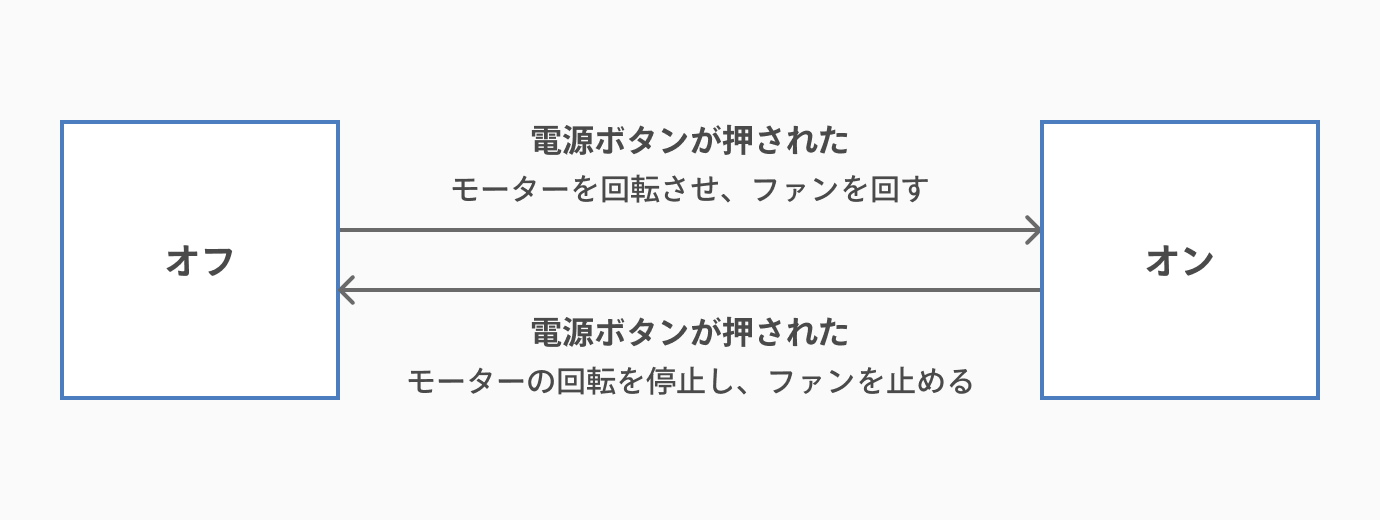 オフ
電源ボタンが押された
モーターを回転させ、ファンを回す
電源ボタンが押された
モーターの回転を停止し、ファンを止める
オン